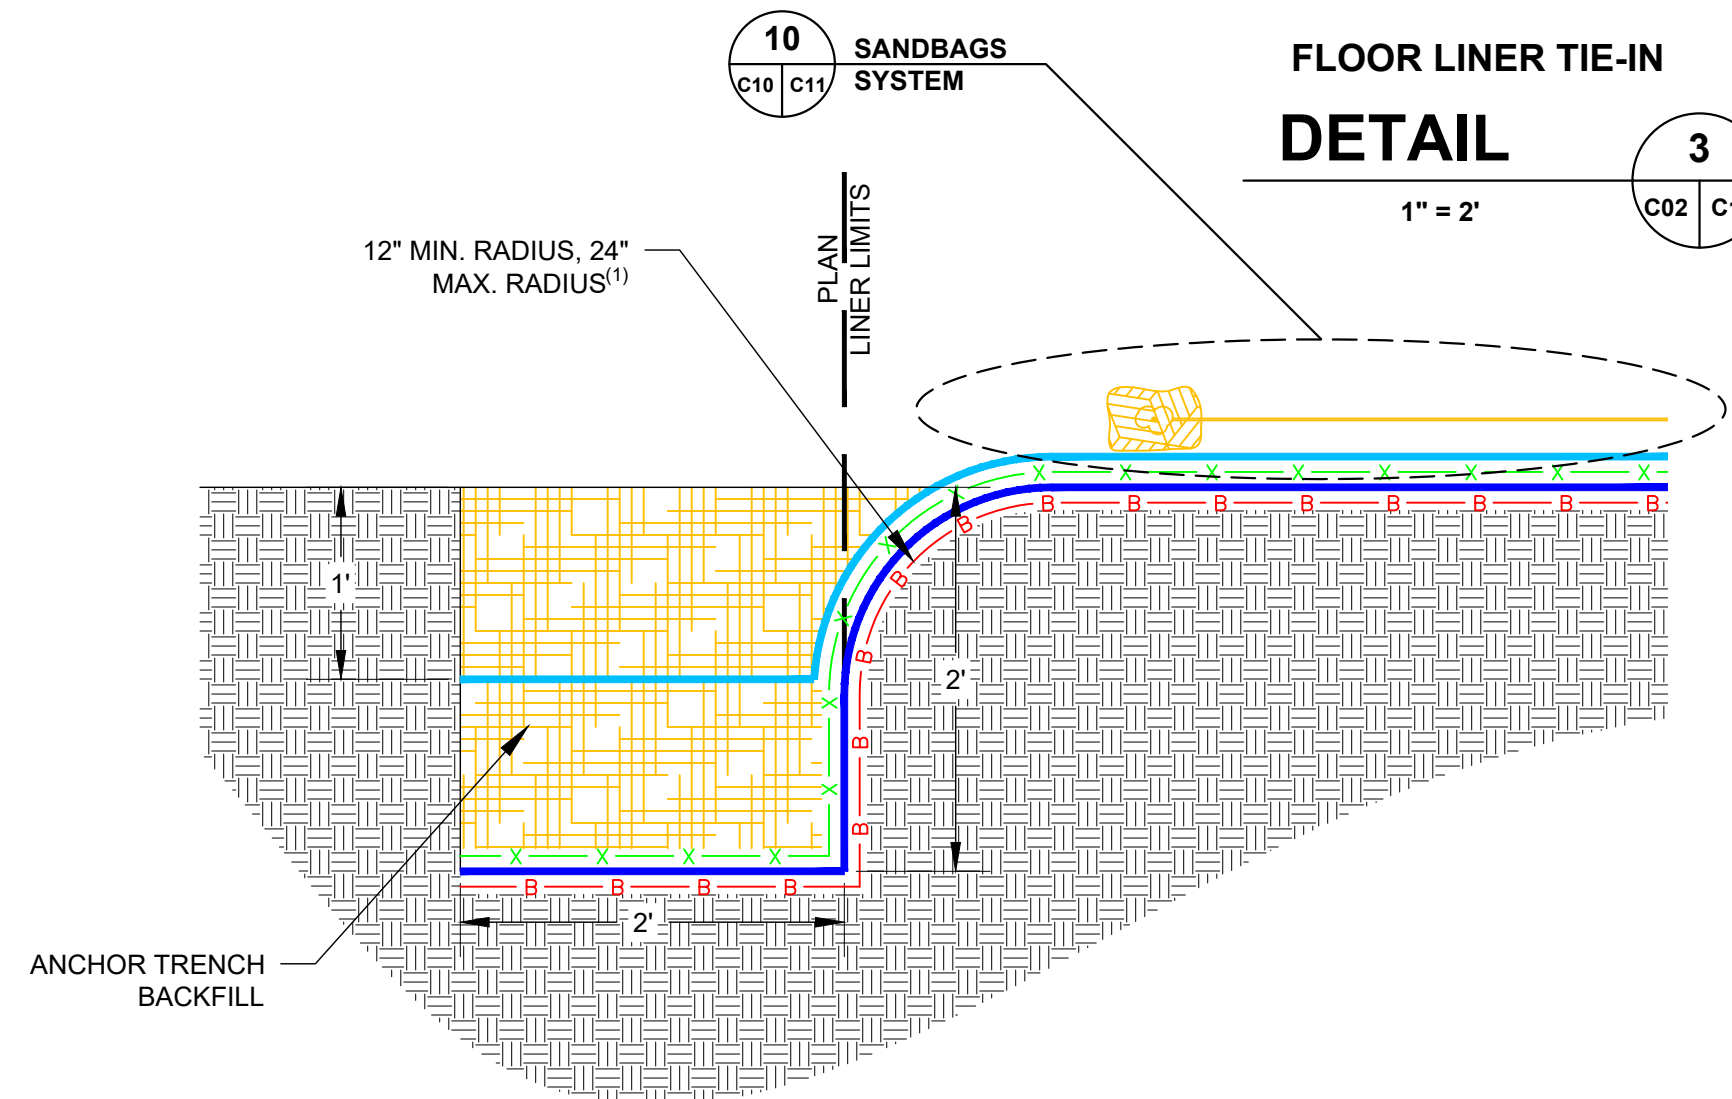 10
C10 C11
SANDBAGS
SYSTEM
FLOOR LINER TIE-IN
DETAIL
3
C02
1" = 2'
PLAN
LINER LIMITS
12" MIN. RADIUS, 24"
MAX. RADIUS(1)
X X X X X X X X
B B B B B B B B
X
X
X
B
B
B
1'
2'
X
B
X
B
X X X X
B B B B
2'
ANCHOR TRENCH
BACKFILL